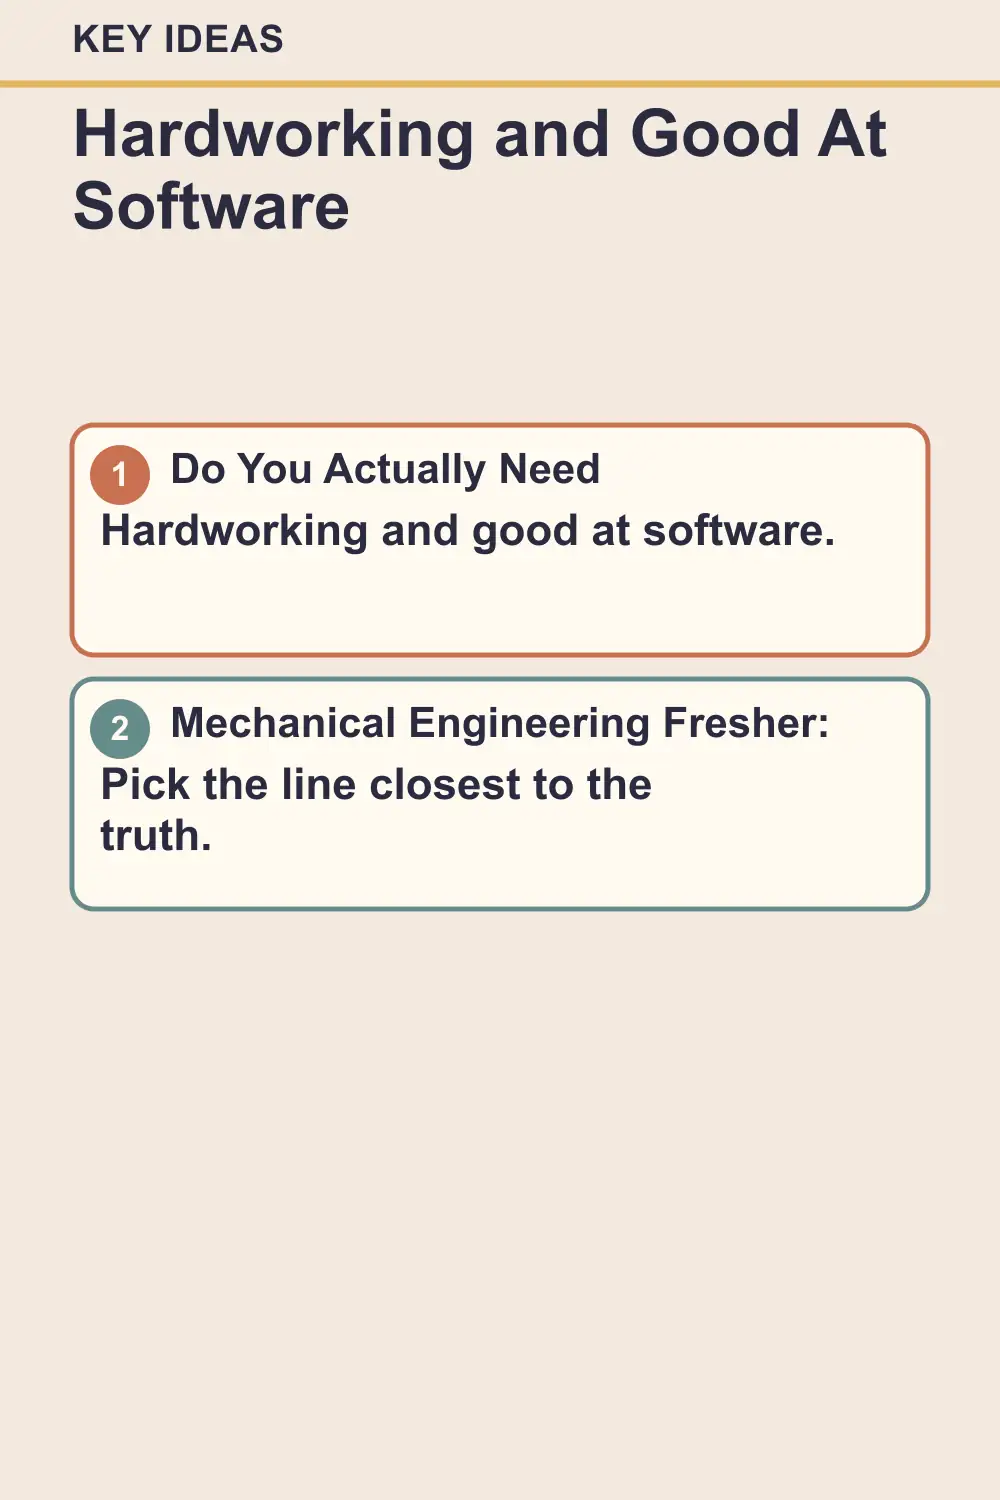 KEY IDEAS
Hardworking and Good At
Software
1 Do You Actually Need
Hardworking and good at software.
2 Mechanical Engineering Fresher:
Pick the line closest to the
truth.